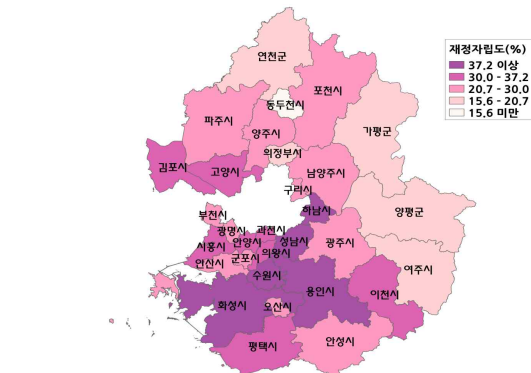 재정자립도(%)
37.2 이상
30.0 - 37.2
20.7 - 30.0
15.6 - 20.7
15.6 미만
연천군
포천시
동두천시
파주시
양주시
가평군
의정부시
김포시
고양시
남양주시
구리시
하남시
양평군
부천시
광명시
과천시
시흥시
안양시
성남시
광주시
군포시
의왕시
안산시
여주시
수원시
화성시
오산시
용인시
이천시
평택시
안성시